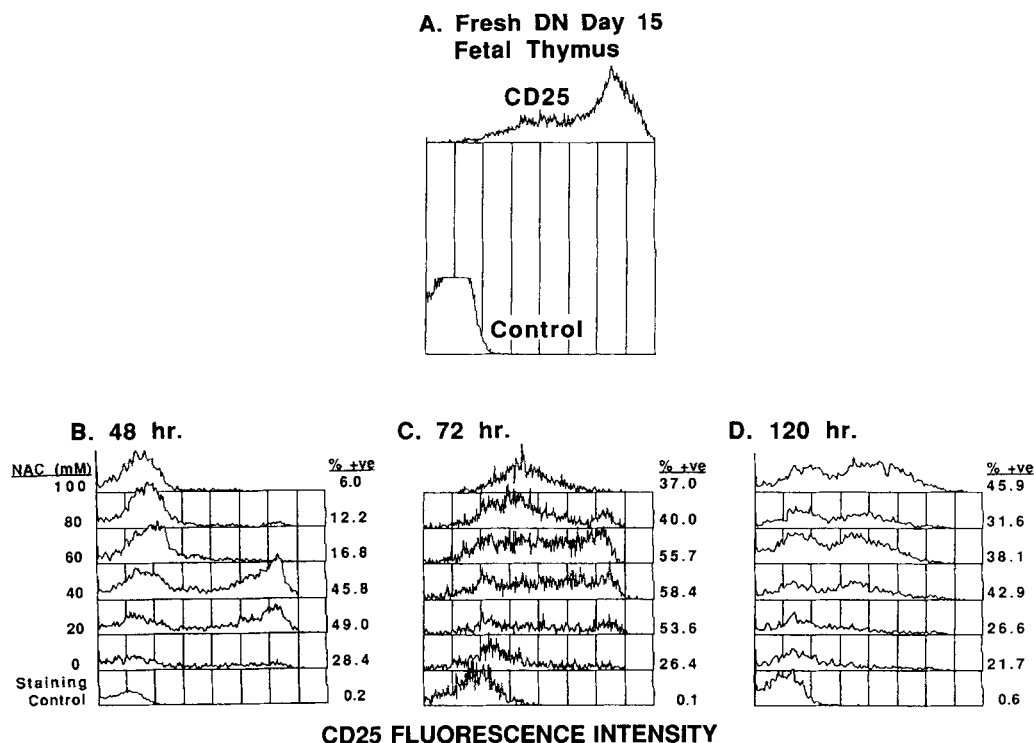 A. Fresh DN Day 15
Fetal Thymus
CD25
Control
B. 48 hr.
NAC (mM)
% +ve
100
6.0
80
12.2
60
16.8
40
45.8
20
49.0
0
28.4
Staining
Control
0.2
C. 72 hr.
% +ve
37.0
40.0
55.7
58.4
53.6
26.4
0.1
D. 120 hr.
% +ve
45.9
31.6
38.1
42.9
26.6
21.7
0.6
CD25 FLUORESCENCE INTENSITY